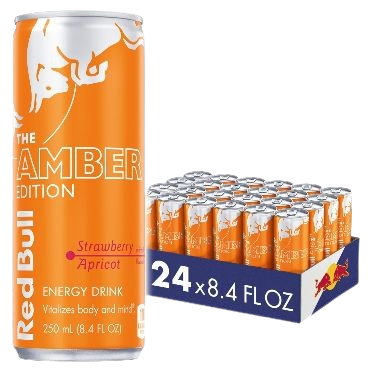 THE
AMBER
EDITION
Red Bull
Strawberry
Apricot
ENERGY DRINK
Vitalizes body and mind®.
250 mL (8.4 FL OZ)
24 x 8.4 FL OZ